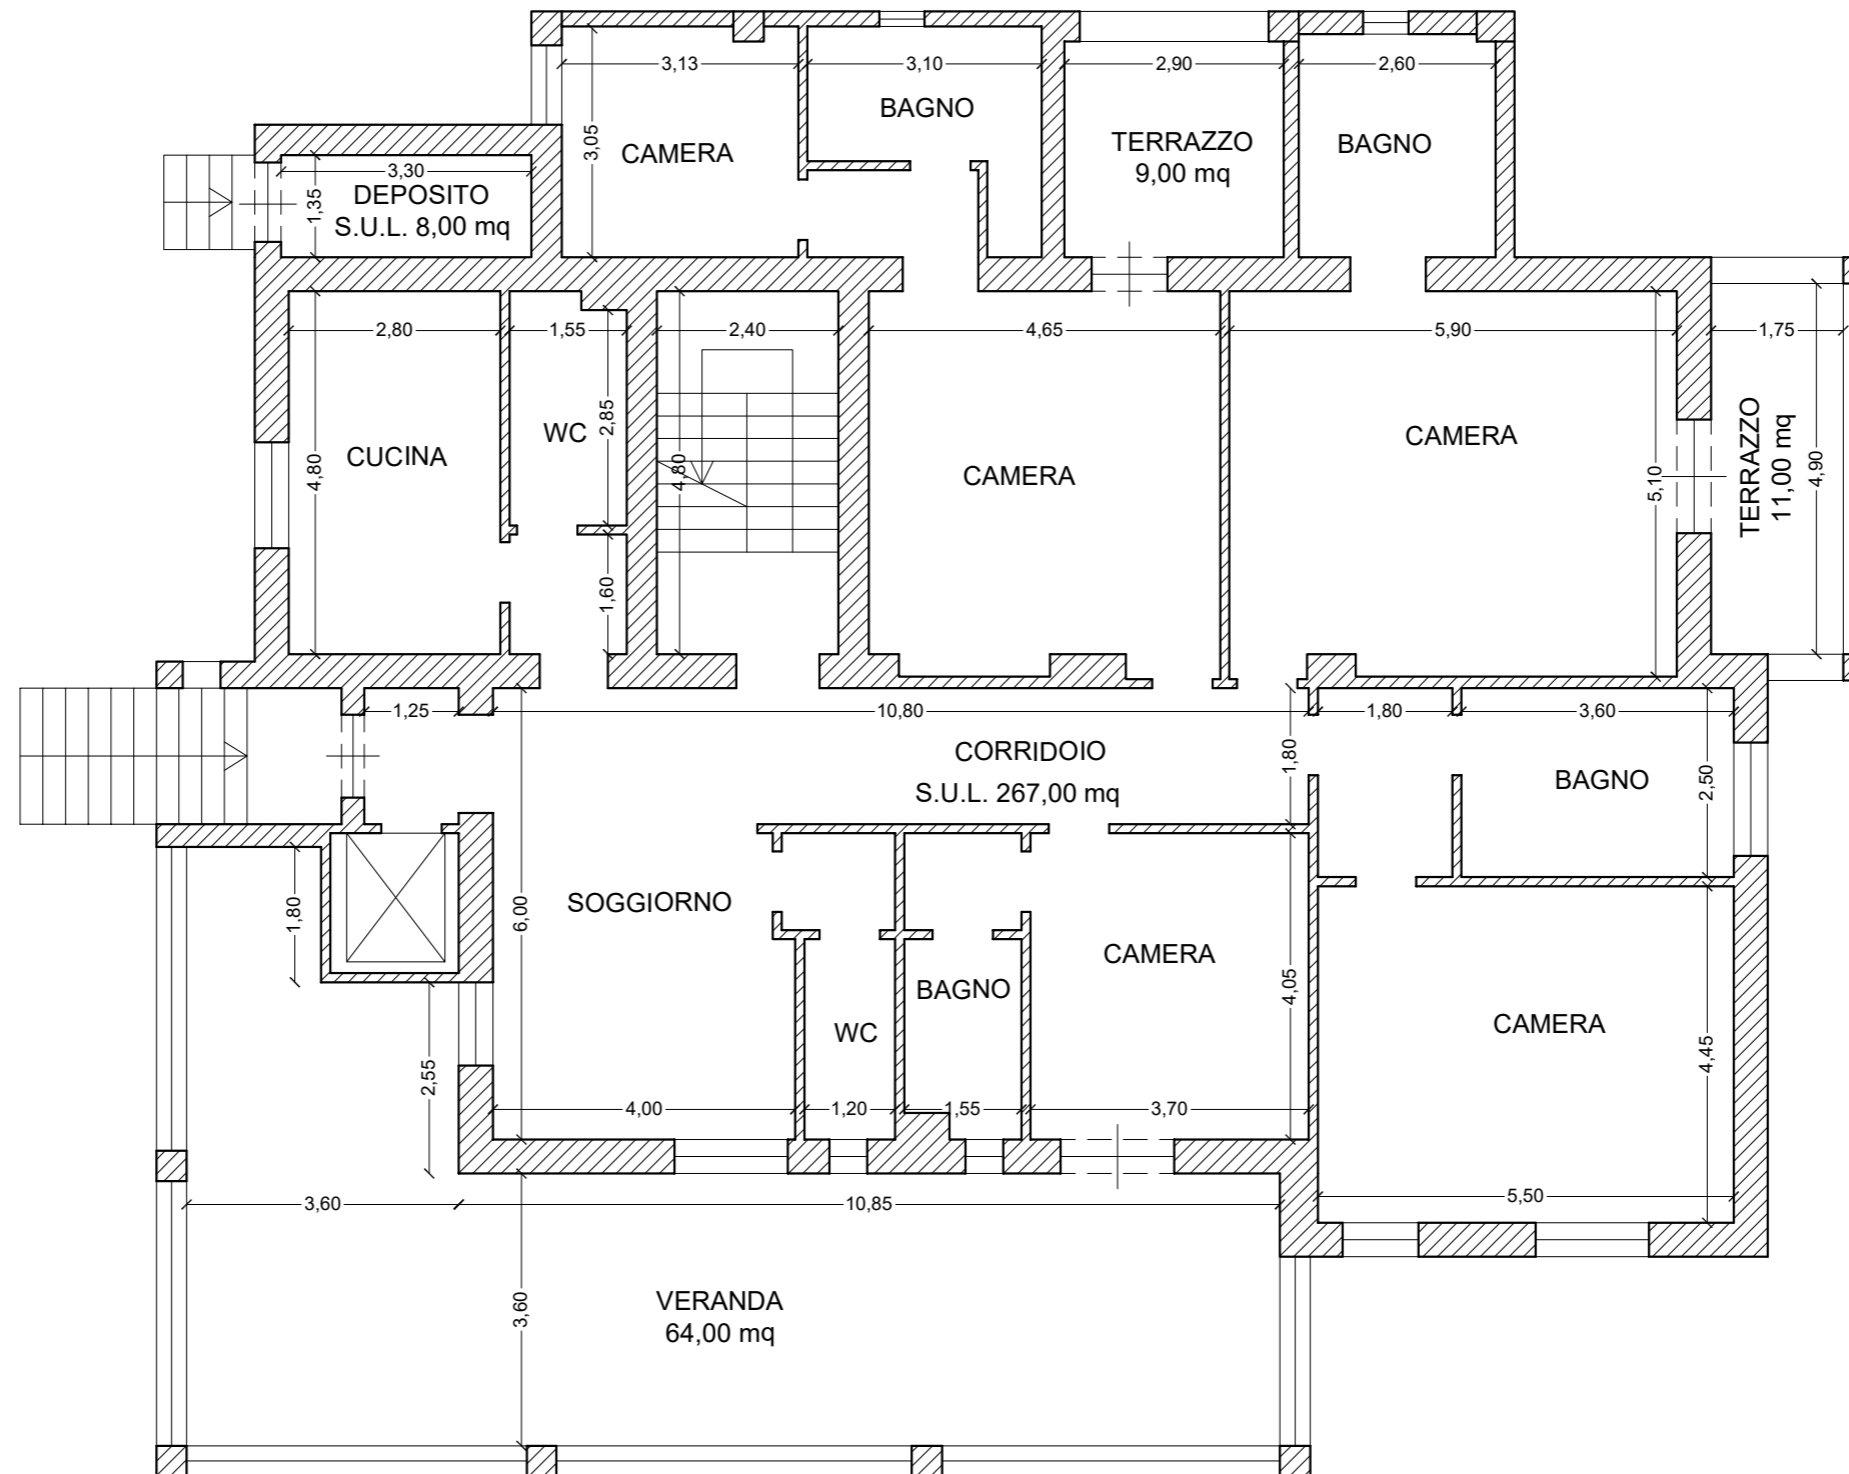 3,13
3,10
2,90
2,60
BAGNO
3,05
CAMERA
TERRAZZO
9,00 mq
BAGNO
3,30
1,35
DEPOSITO
S.U.L. 8,00 mq
2,80
1,55
2,40
4,65
5,90
1,75
2,85
WC
CUCINA
4,80
4,80
CAMERA
CAMERA
5,10
TERRAZZO
11,00 mq
4,90
1,60
1,25
10,80
1,80
3,60
CORRIDOIO
S.U.L. 267,00 mq
1,80
BAGNO
2,50
1,80
SOGGIORNO
6,00
CAMERA
4,05
BAGNO
WC
CAMERA
4,45
2,55
4,00
1,20
1,55
3,70
3,60
10,85
5,50
3,60
VERANDA
64,00 mq